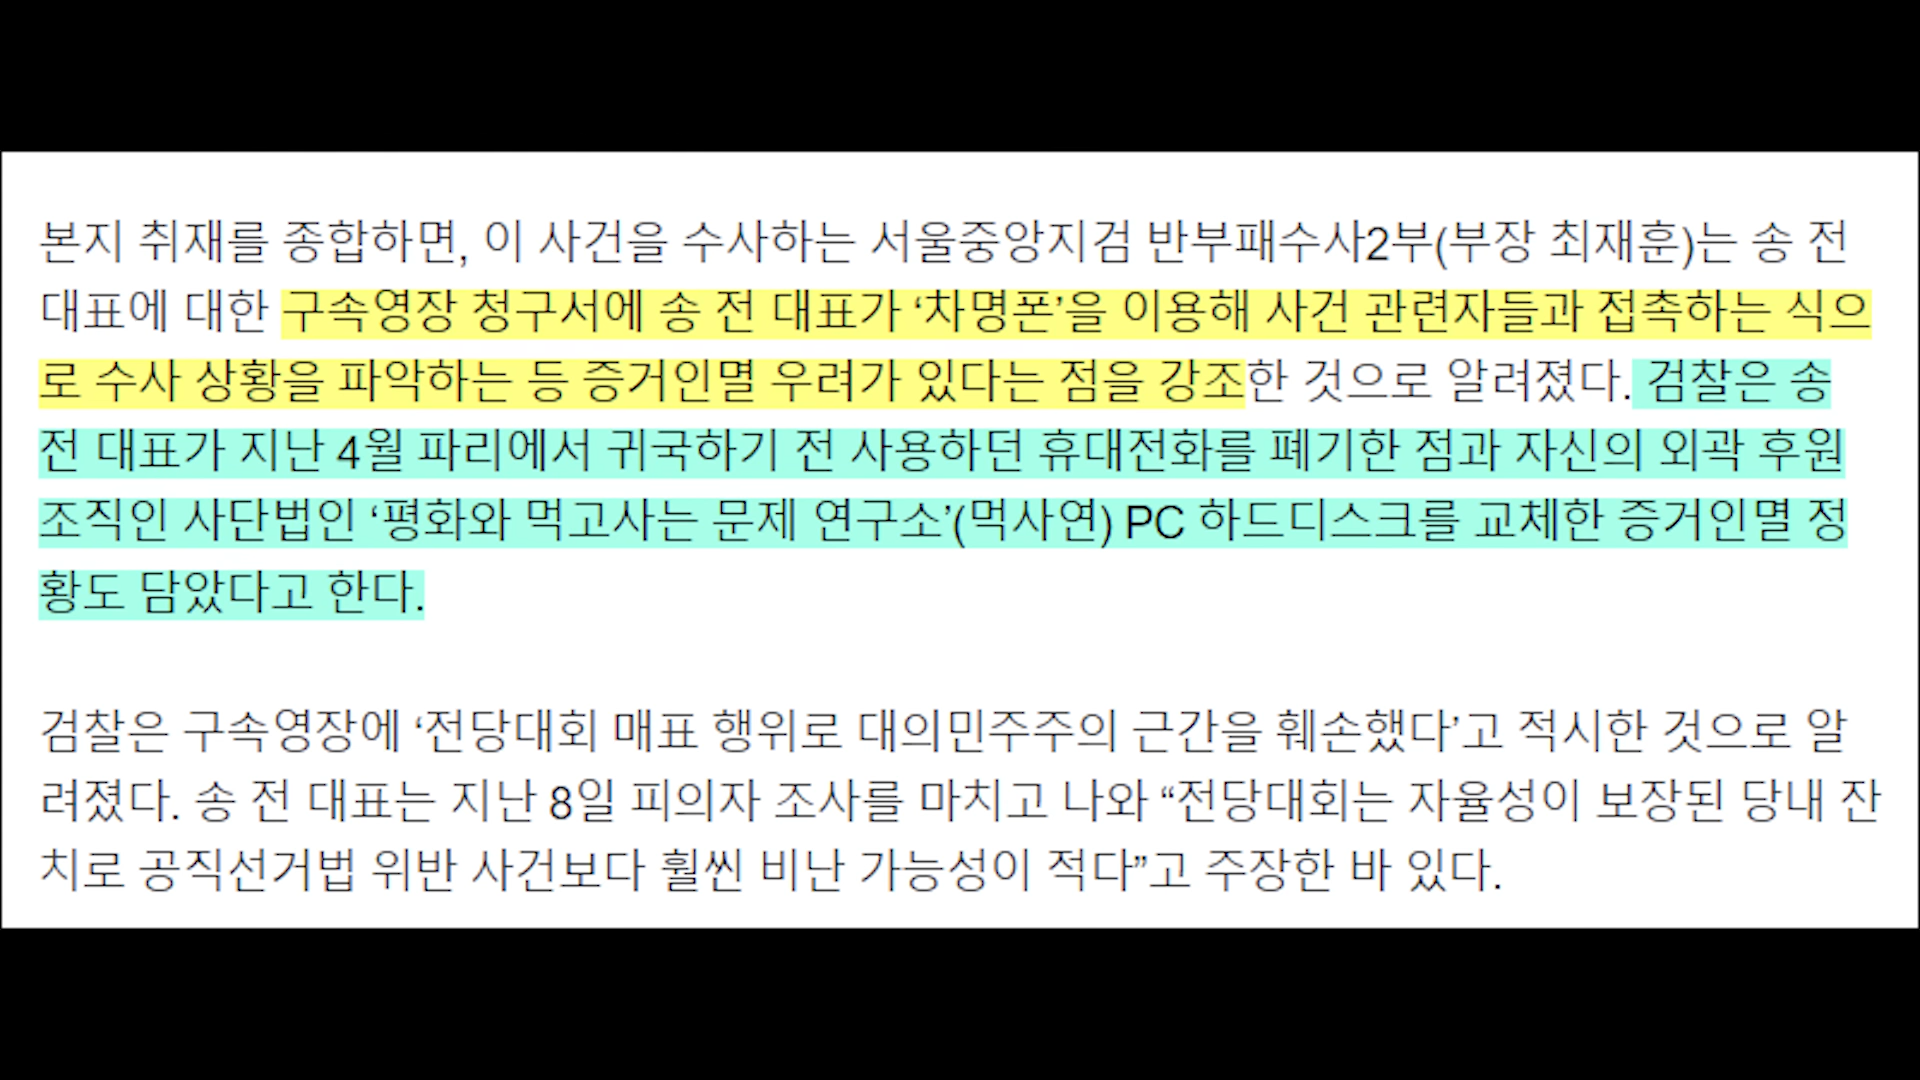 본지 취재를 종합하면, 이 사건을 수사하는 서울중앙지검 반부패수사2부(부장 최재훈)는 송 전
대표에 대한 구속영장 청구서에 송 전 대표가 ‘차명폰’을 이용해 사건 관련자들과 접촉하는 식으
로 수사 상황을 파악하는 등 증거인멸 우려가 있다는 점을 강조한 것으로 알려졌다. 검찰은 송
전 대표가 지난 4월 파리에서 귀국하기 전 사용하던 휴대전화를 폐기한 점과 자신의 외곽 후원
조직인 사단법인 ‘평화와 먹고사는 문제 연구소’(먹사연) PC 하드디스크를 교체한 증거인멸 정
황도 담았다고 한다.
검찰은 구속영장에 ‘전당대회 매표 행위로 대의민주주의 근간을 훼손했다’고 적시한 것으로 알
려졌다. 송 전 대표는 지난 8일 피의자 조사를 마치고 나와 “전당대회는 자율성이 보장된 당내 잔
치로 공직선거법 위반 사건보다 훨씬 비난 가능성이 적다”고 주장한 바 있다.